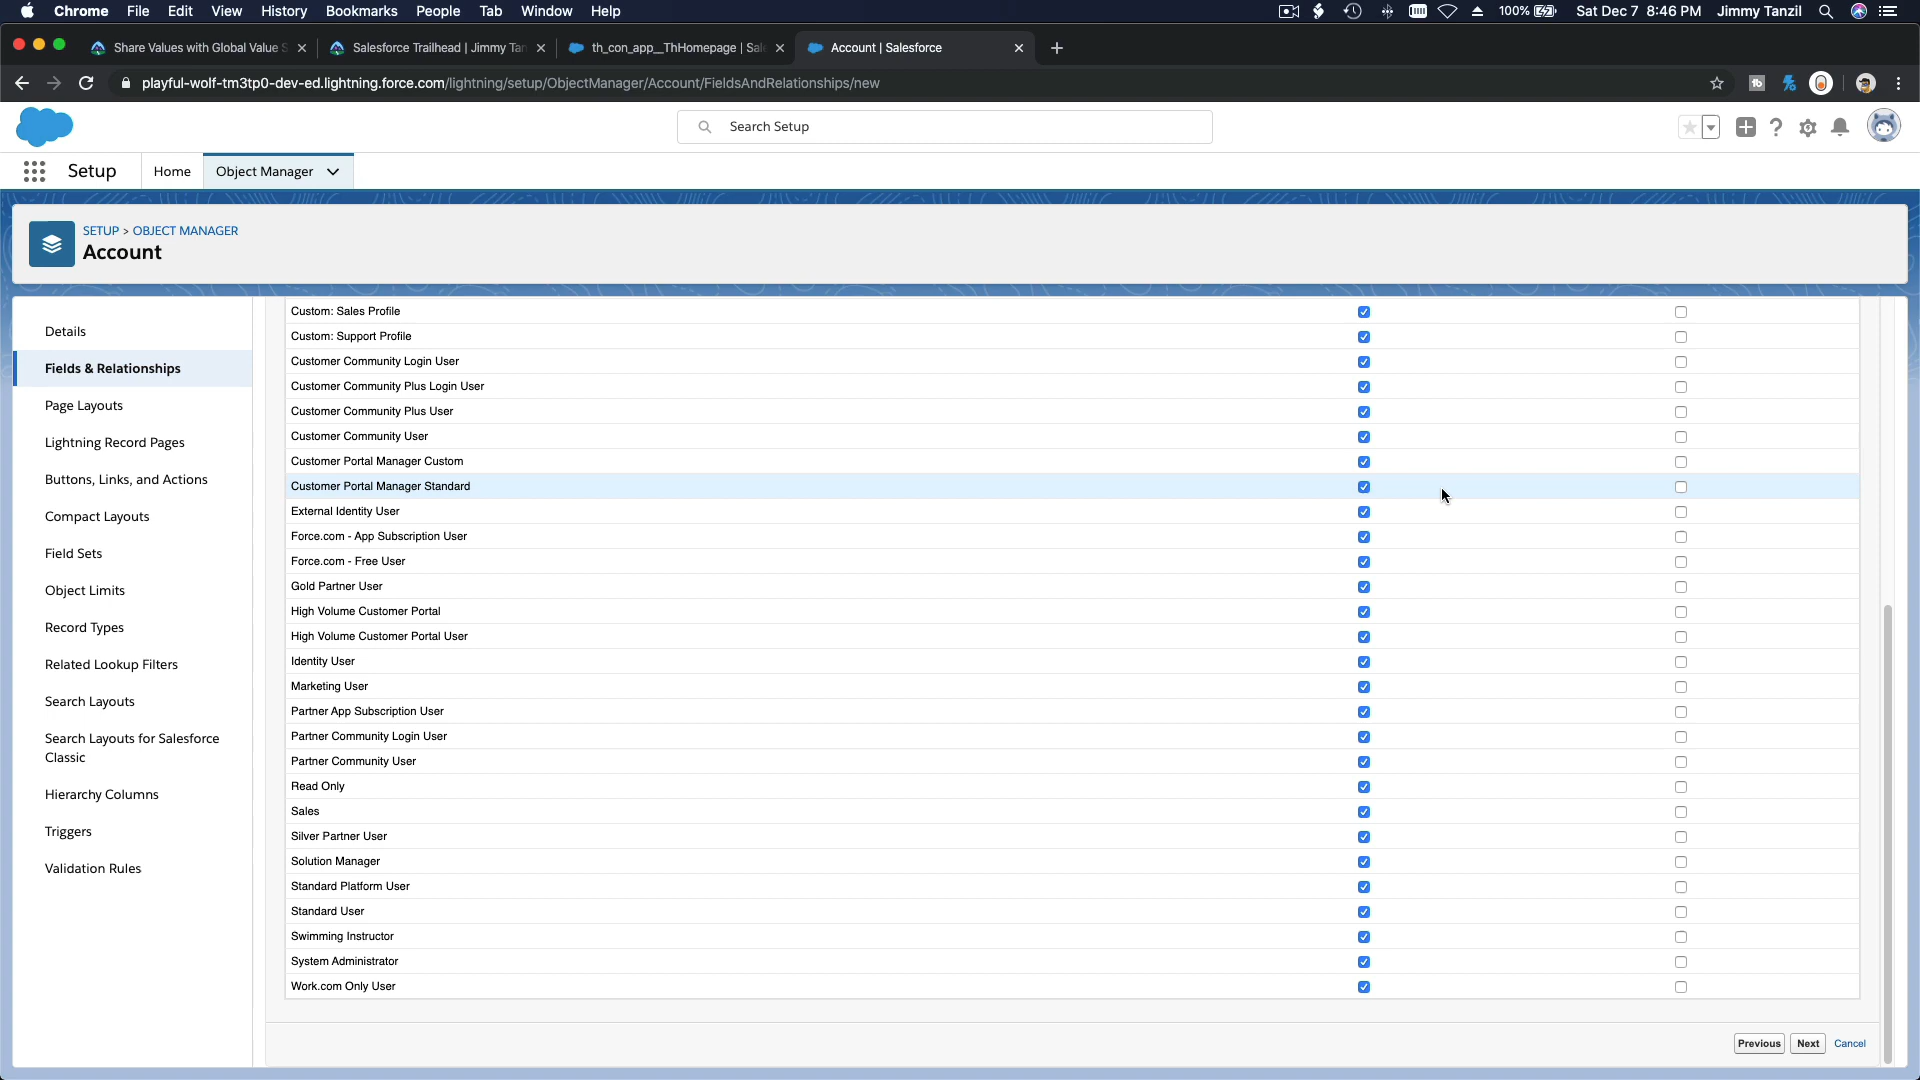 Chrome File Edit View History Bookmarks People Tab Window Help 100% Sat Dec 7 8:46 PM Jimmy Tanzil
Share Values with Global Value S Salesforce Trailhead | Jimmy Tan th_con_app__ThHomepage | Sale Account | Salesforce
playful-wolf-tm3tp0-dev-ed.lightning.force.com/lightning/setup/ObjectManager/Account/FieldsAndRelationships/new
Search Setup
Setup Home Object Manager
SETUP > OBJECT MANAGER
Account
Details
Fields & Relationships
Page Layouts
Lightning Record Pages
Buttons, Links, and Actions
Compact Layouts
Field Sets
Object Limits
Record Types
Related Lookup Filters
Search Layouts
Search Layouts for Salesforce
Classic
Hierarchy Columns
Triggers
Validation Rules
Custom: Sales Profile
Custom: Support Profile
Customer Community Login User
Customer Community Plus Login User
Customer Community Plus User
Customer Community User
Customer Portal Manager Custom
Customer Portal Manager Standard
External Identity User
Force.com - App Subscription User
Force.com - Free User
Gold Partner User
High Volume Customer Portal
High Volume Customer Portal User
Identity User
Marketing User
Partner App Subscription User
Partner Community Login User
Partner Community User
Read Only
Sales
Silver Partner User
Solution Manager
Standard Platform User
Standard User
Swimming Instructor
System Administrator
Work.com Only User
Previous Next Cancel